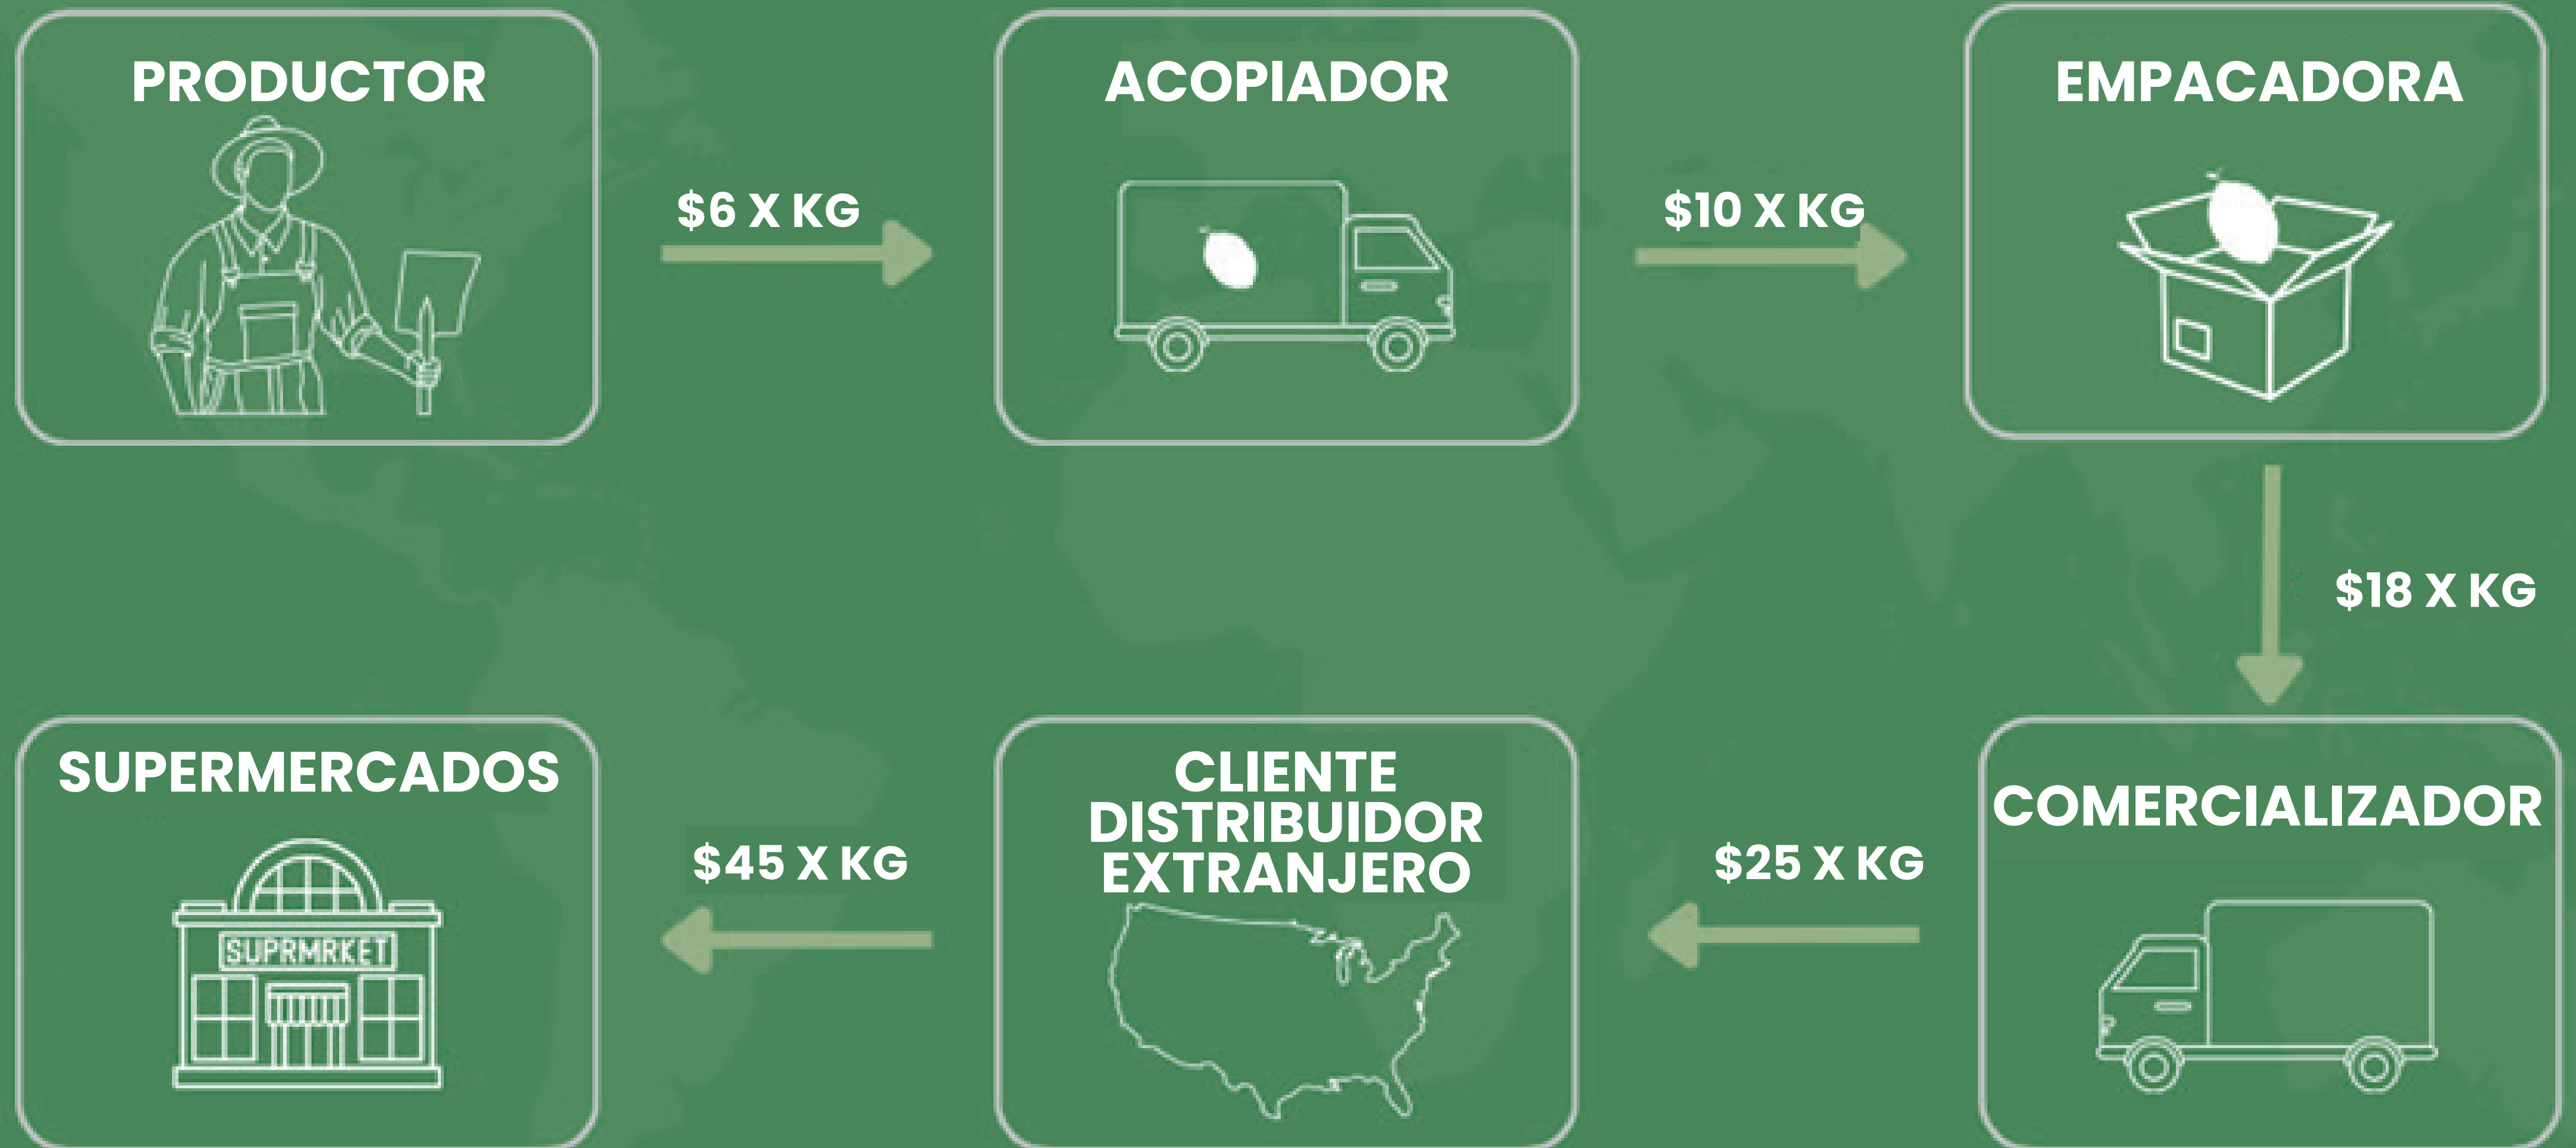 PRODUCTOR
$6 X KG
ACOPIADOR
$10 X KG
EMPACADORA
$18 X KG
COMERCIALIZADOR
$25 X KG
CLIENTE
DISTRIBUIDOR
EXTRANJERO
$45 X KG
SUPERMERCADOS
SUPRMRKET